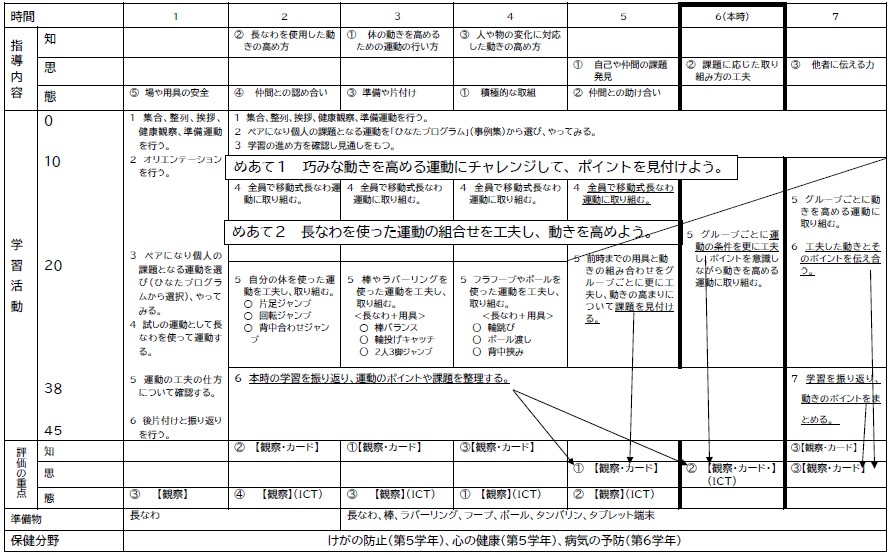 時間 1 2 3 4 5 6(本時) 7
指導内容
知
② 長なわを使用した動きの高め方
① 体の動きを高めるための運動の行い方
③ 人や物の変化に対応した動きの高め方
思
① 自己や仲間の課題発見
② 課題に応じた取り組み方の工夫
③ 他者に伝える力
態
⑤ 場や用具の安全
④ 仲間との認め合い
③ 準備や片付け
① 積極的な取組
② 仲間との助け合い
学習活動
0
10
20
38
45
1 集合、整列、挨拶、
健康観察、準備運動
を行う。
2 オリエンテーション
を行う。
3 ペアになり個人の
課題となる運動を選
び(ひなたプログラ
ムから選択)、やって
みる。
4 試しの運動として長
なわを使って運動す
る。
5 運動の工夫の仕方
について確認する。
6 後片付けと振り返り
を行う。
1 集合、整列、挨拶、健康観察、準備運動を行う。
2 ペアになり個人の課題となる運動を「ひなたプログラム」(事例集)から選び、やってみる。
3 学習の進め方を確認し見通しをもつ。
めあて1 巧みな動きを高める運動にチャレンジして、ポイントを見付けよう。
4 全員で移動式長なわ運動に取り組む。
4 全員で移動式長なわ運動に取り組む。
4 全員で移動式長なわ運動に取り組む。
4 全員で移動式長なわ運動に取り組む。
めあて2 長なわを使った運動の組合せを工夫し、動きを高めよう。
5 自分の体を使った運
動を工夫し、取り組む。
○ 片足ジャンプ
○ 回転ジャンプ
○ 背中合わせジャン
プ
5 棒やラバーリングを
使った運動を工夫し、
取り組む。
<長なわ+用具>
○ 棒バランス
○ 輪投げキャッチ
○ 2人3脚ジャンプ
5 フラフープやボールを
使った運動を工夫し、取
り組む。
<長なわ+用具>
○ 輪跳び
○ ボール渡し
○ 背中挟み
5 前時までの用具と動
きの組み合わせをグ
ループごとに更に工
夫し、動きの高まりに
ついて課題を見付け
る。
5 グループごとに運
動の条件を更に工夫
し、ポイントを意識し
ながら動きを高める
運動に取り組む。
5 グループごとに動
きを高める運動に
取り組む。
6 工夫した動きとそ
のポイントを伝え合
う。
6 本時の学習を振り返り、運動のポイントや課題を整理する。
7 学習を振り返り、
動きのポイントをま
とめる。
評価の重点
知
② 【観察・カード】
①【観察・カード】
③【観察・カード】
③【観察・カード】
思
① 【観察・カード】
② 【観察・カード・】
(ICT)
③【観察・カード】
態
③ 【観察】
④ 【観察】(ICT)
③ 【観察】(ICT)
① 【観察】(ICT)
② 【観察】(ICT)
準備物
長なわ
長なわ、棒、ラバーリング、フープ、ボール、タンバリン、タブレット端末
保健分野
けがの防止(第5学年)、心の健康(第5学年)、病気の予防(第6学年)